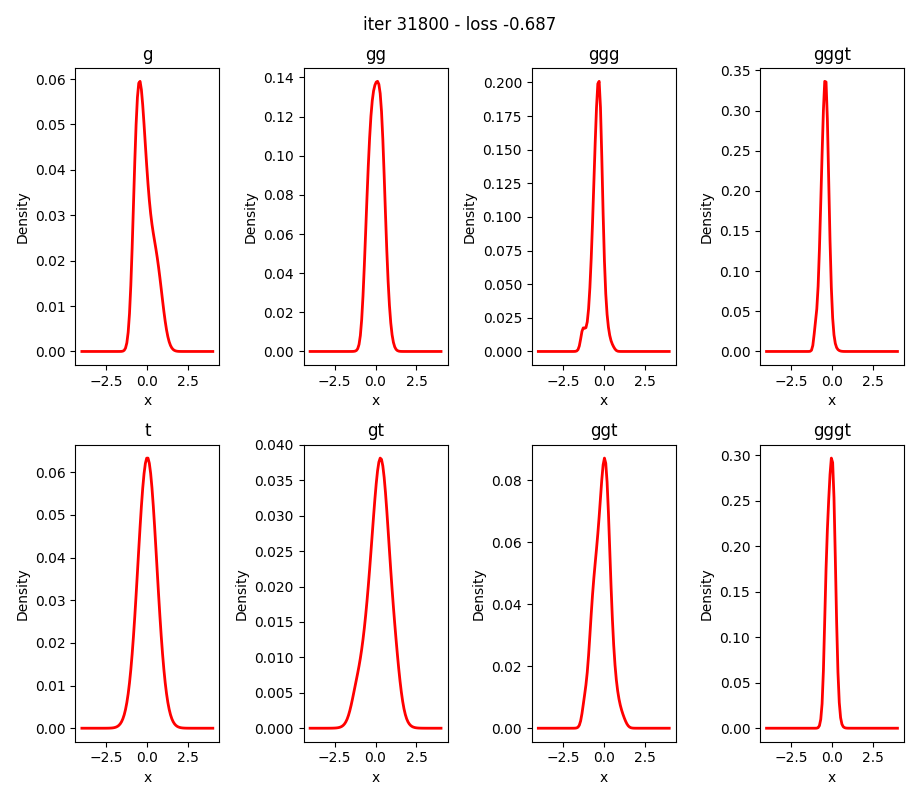 iter 31800 - loss -0.687
g
gg
ggg
gggt
0.06
0.05
0.04
0.03
0.02
0.01
0.00
Density
−2.5 0.0 2.5
x
0.14
0.12
0.10
0.08
0.06
0.04
0.02
0.00
Density
−2.5 0.0 2.5
x
0.200
0.175
0.150
0.125
0.100
0.075
0.050
0.025
0.000
Density
−2.5 0.0 2.5
x
0.35
0.30
0.25
0.20
0.15
0.10
0.05
0.00
Density
−2.5 0.0 2.5
x
t
gt
ggt
gggt
0.06
0.05
0.04
0.03
0.02
0.01
0.00
Density
−2.5 0.0 2.5
x
0.040
0.035
0.030
0.025
0.020
0.015
0.010
0.005
0.000
Density
−2.5 0.0 2.5
x
0.08
0.06
0.04
0.02
0.00
Density
−2.5 0.0 2.5
x
0.30
0.25
0.20
0.15
0.10
0.05
0.00
Density
−2.5 0.0 2.5
x